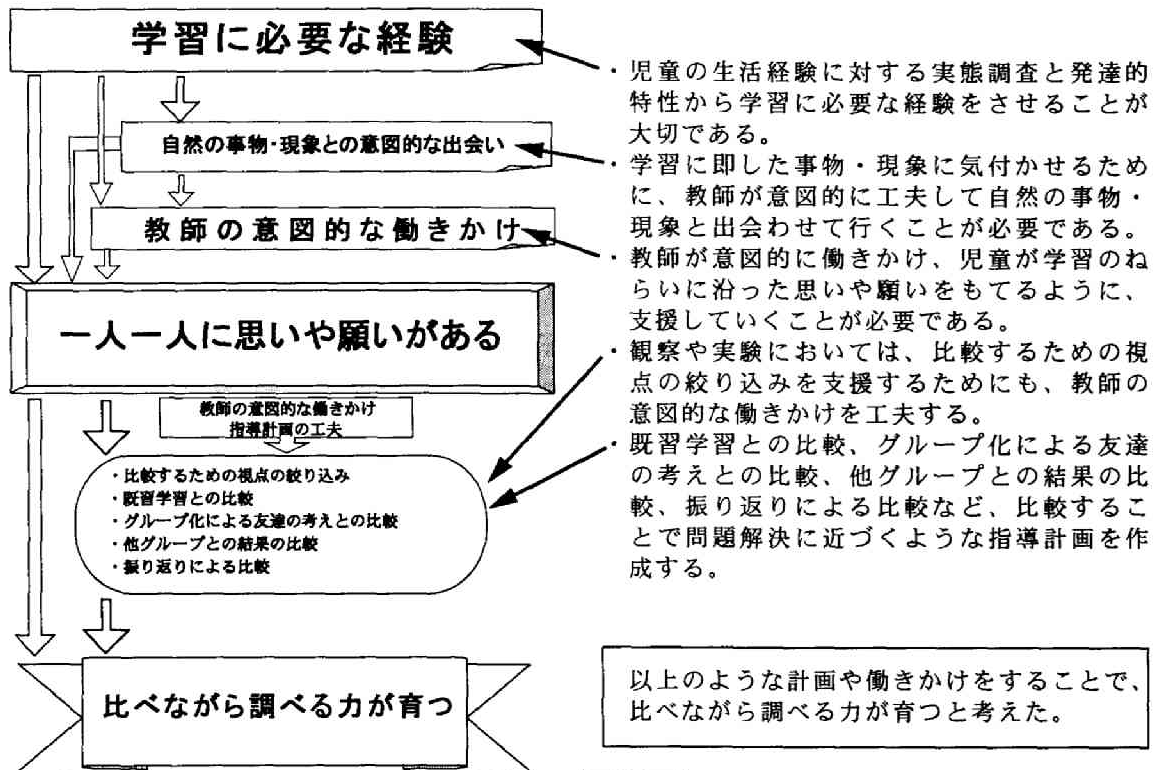 学習に必要な経験
自然の事物・現象との意図的な出会い
教師の意図的な働きかけ
一人一人に思いや願いがある
教師の意図的な働きかけ
指導計画の工夫
・比較するための視点の絞り込み
・既習学習との比較
・グループ化による友達の考えとの比較
・他グループとの結果の比較
・振り返りによる比較
比べながら調べる力が育つ
・児童の生活経験に対する実態調査と発達的
特性から学習に必要な経験をさせることが
大切である。
・学習に即した事物・現象に気付かせるため
に、教師が意図的に工夫して自然の事物・
現象と出会わせて行くことが必要である。
・教師が意図的に働きかけ、児童が学習のね
らいに沿った思いや願いをもてるように、
支援していくことが必要である。
・観察や実験においては、比較するための視
点の絞り込みを支援するためにも、教師の
意図的な働きかけを工夫する。
・既習学習との比較、グループ化による友達
の考えとの比較、他グループとの結果の比
較、振り返りによる比較など、比較するこ
とで問題解決に近づくような指導計画を作
成する。
以上のような計画や働きかけをすることで、
比べながら調べる力が育つと考えた。